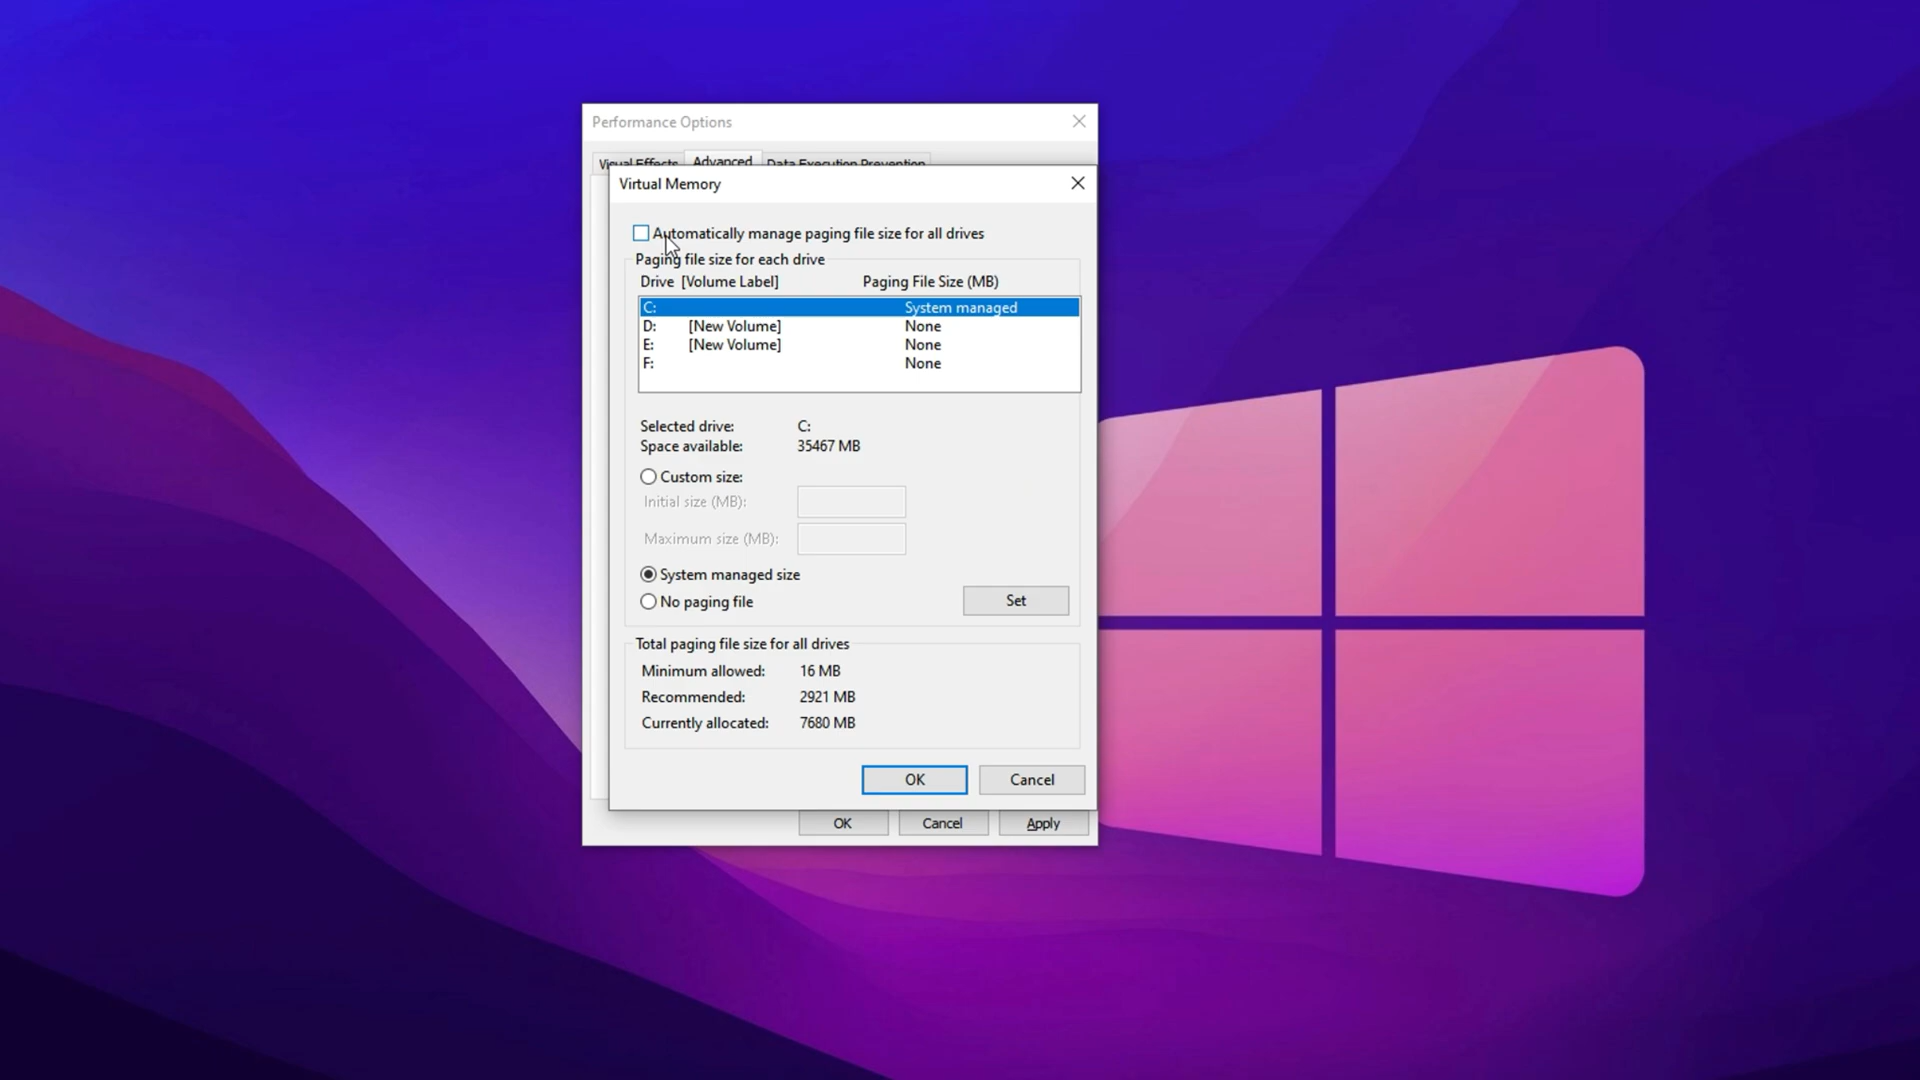 Performance Options
Visual Effects Advanced Data Execution Prevention
Virtual Memory
Automatically manage paging file size for all drives
Paging file size for each drive
Drive [Volume Label] Paging File Size (MB)
C: System managed
D: [New Volume] None
E: [New Volume] None
F: None
Selected drive: C:
Space available: 35467 MB
Custom size:
Initial size (MB):
Maximum size (MB):
System managed size
No paging file Set
Total paging file size for all drives
Minimum allowed: 16 MB
Recommended: 2921 MB
Currently allocated: 7680 MB
OK Cancel
OK Cancel Apply